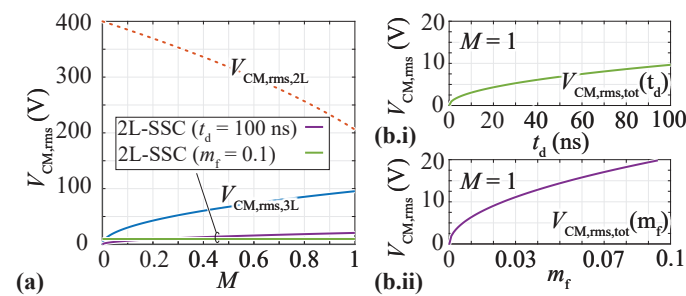 V_CM,rms (V)
400
300
200
100
0
V_CM,rms,2L
2L-SSC (t_d = 100 ns)
2L-SSC (m_f = 0.1)
V_CM,rms,3L
0 0.2 0.4 0.6 0.8 1
(a) M
V_CM,rms (V)
20
10
0
M = 1
V_CM,rms,tot(t_d)
0 20 40 60 80 100
(b.i) t_d (ns)
V_CM,rms (V)
20
10
0
M = 1
V_CM,rms,tot(m_f)
0.03 0.07 0.1
(b.ii) m_f